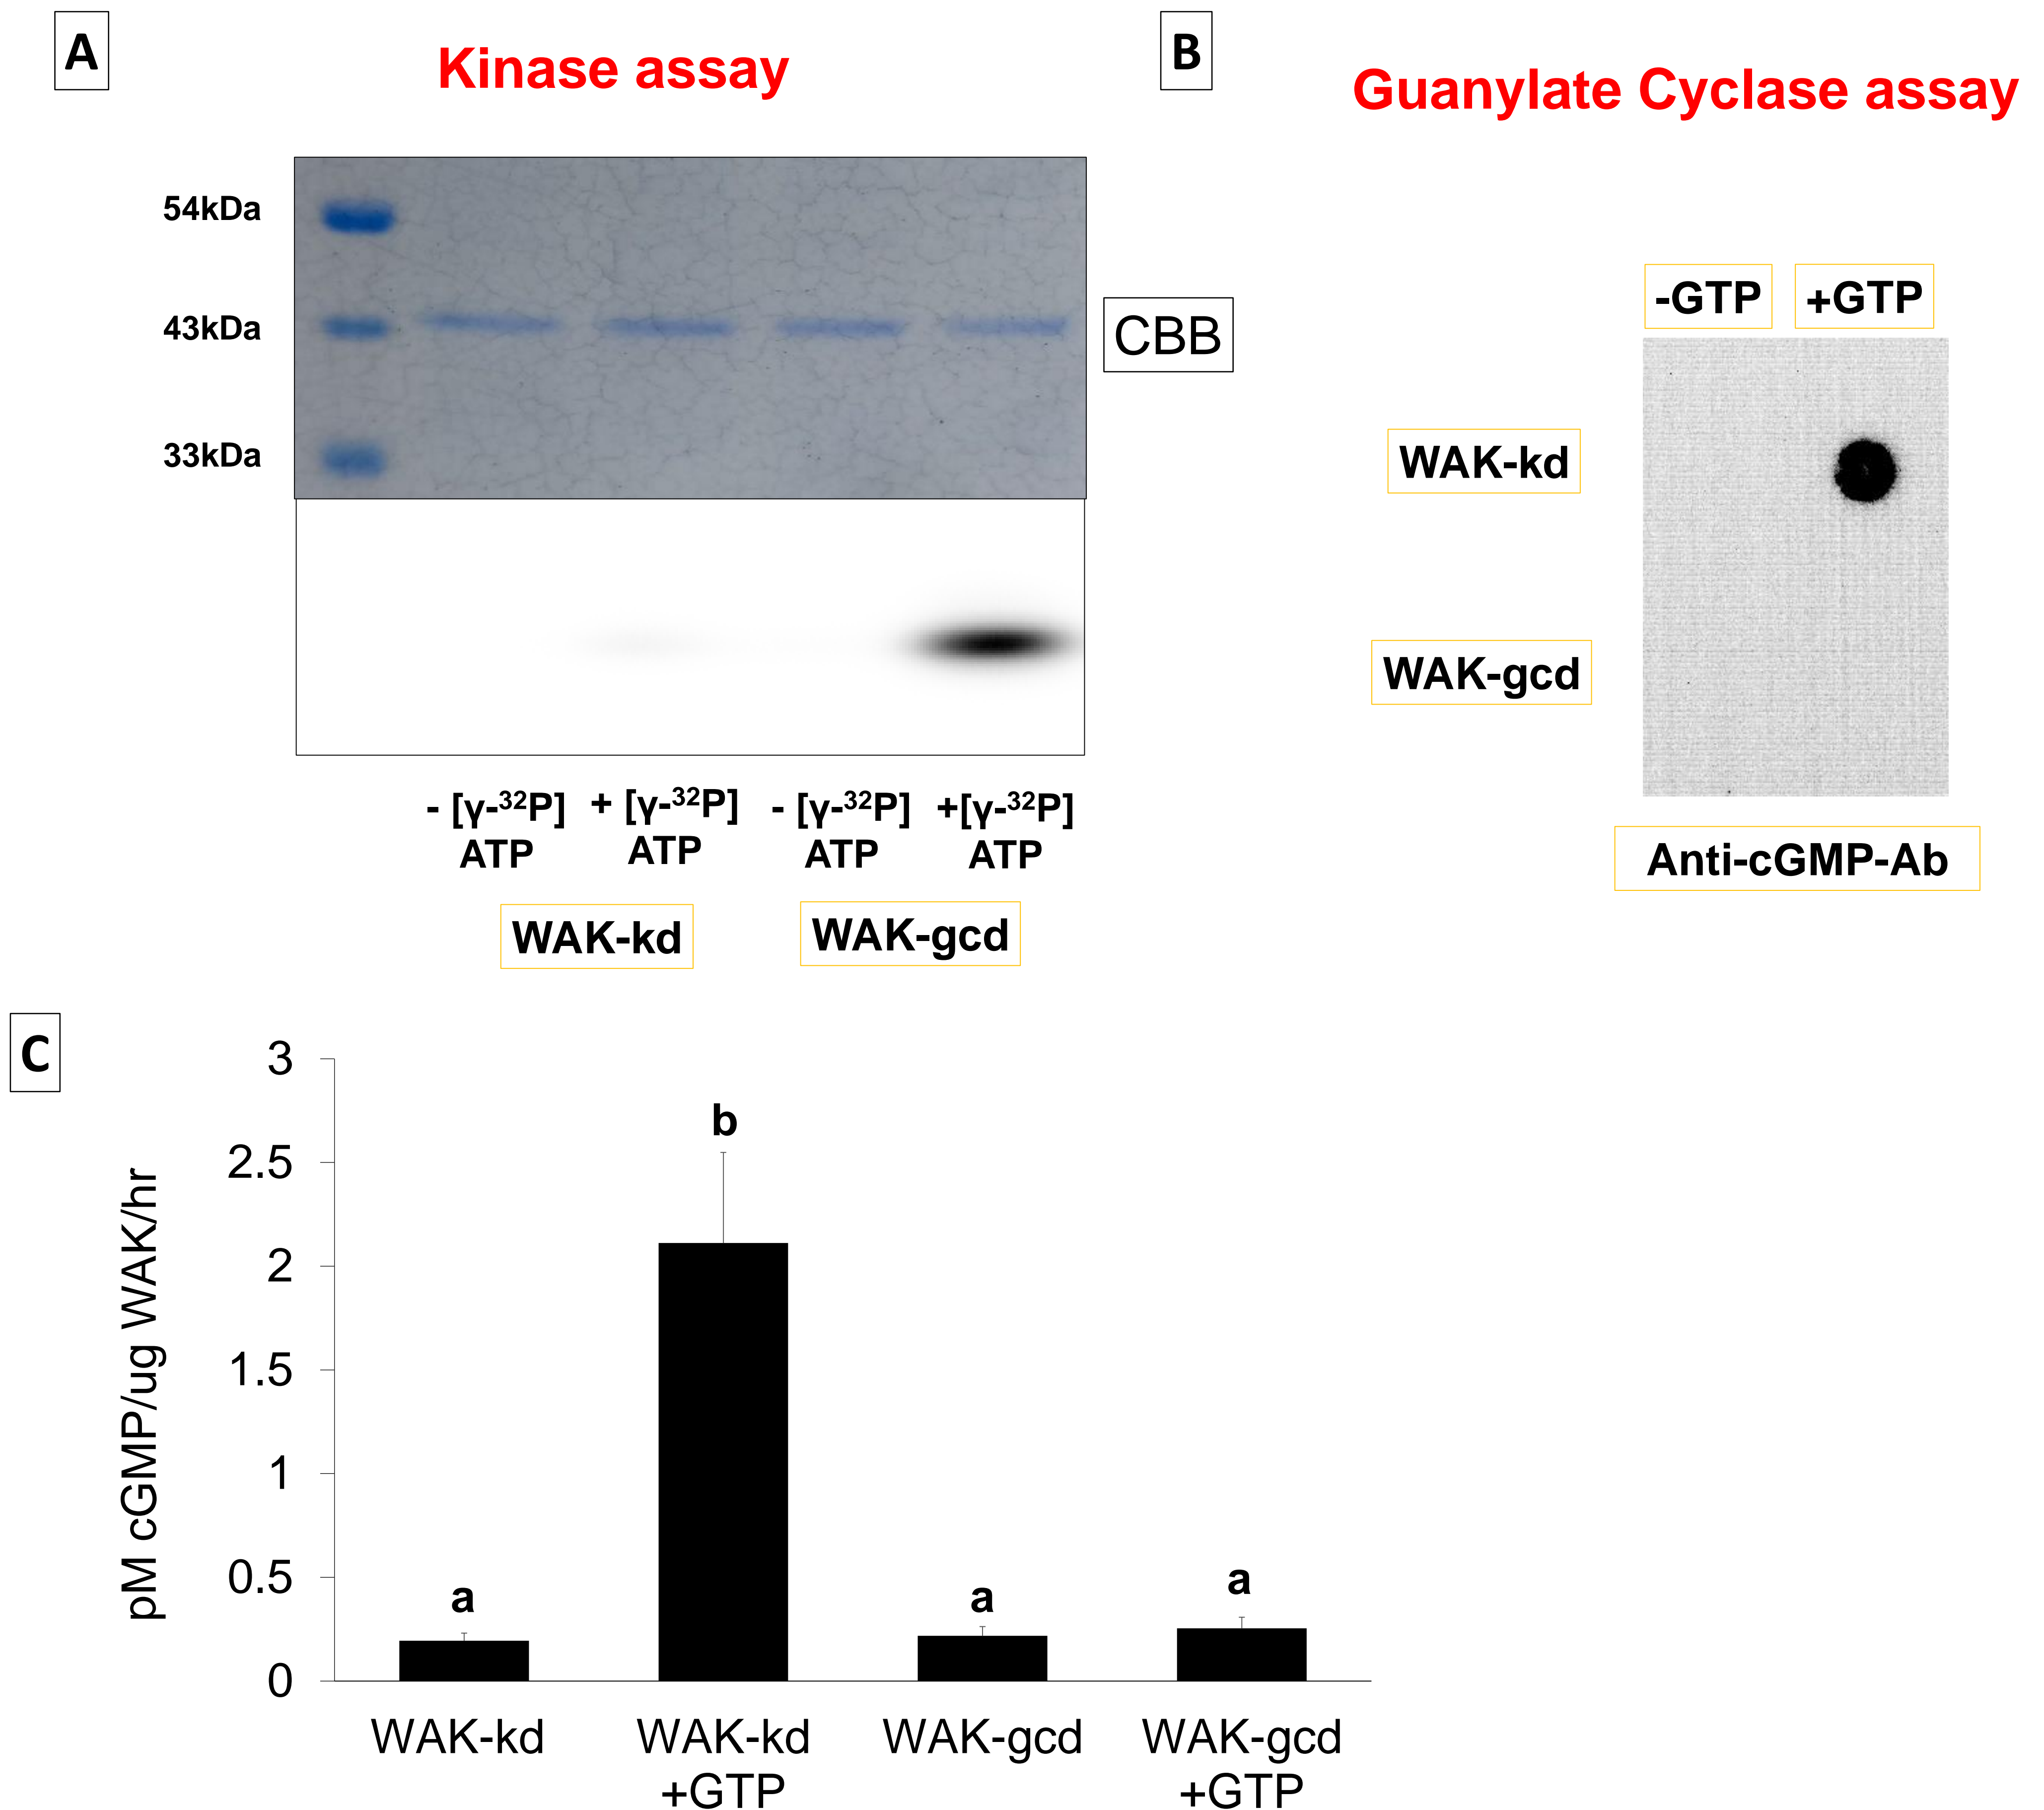 A
Kinase assay
54kDa
43kDa
33kDa
CBB
- [γ-³²P] + [γ-³²P] - [γ-³²P] +[γ-³²P]
ATP ATP ATP ATP
WAK-kd WAK-gcd
B
Guanylate Cyclase assay
-GTP +GTP
WAK-kd
WAK-gcd
Anti-cGMP-Ab
C
pM cGMP/ug WAK/hr
3
2.5
2
1.5
1
0.5
0
a b a a
WAK-kd WAK-kd WAK-gcd WAK-gcd
+GTP +GTP